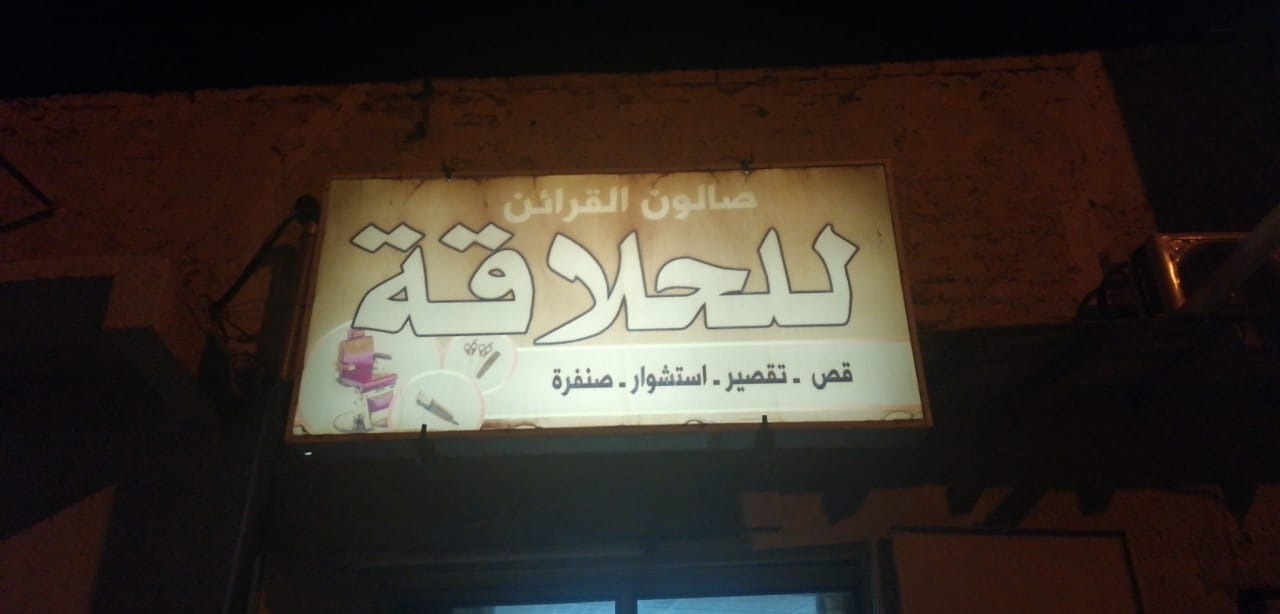 صالون القرائن
للحلاقة
قص - تقصير - استشوار - صنفرة